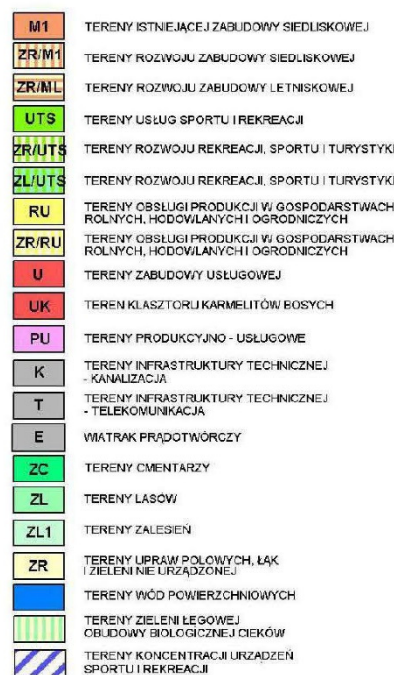 M1 TERENY ISTNIEJĄCEJ ZABUDOWY SIEDLISKOWEJ
ZR/M1 TERENY ROZWOJU ZABUDOWY SIEDLISKOWEJ
ZR/ML TERENY ROZWOJU ZABUDOWY LETNISKOWEJ
UTS TERENY USŁUG SPORTU I REKREACJI
ZR/UTS TERENY ROZWOJU REKREACJI, SPORTU I TURYSTYKI
ZL/UTS TERENY ROZWOJU REKREACJI, SPORTU I TURYSTYKI
RU TERENY OBSŁUGI PRODUKCJI W GOSPODARSTWACH
ROLNYCH, HODOWLANYCH I OGRODNICZYCH
ZR/RU TERENY OBSŁUGI PRODUKCJI W GOSPODARSTWACH
ROLNYCH, HODOWLANYCH I OGRODNICZYCH
U TERENY ZABUDOWY USŁUGOWEJ
UK TEREN KLASZTORU KARMELITÓW BOSYCH
PU TERENY PRODUKCYJNO - USŁUGOWE
K TERENY INFRASTRUKTURY TECHNICZNEJ
- KANALIZACJA
T TERENY INFRASTRUKTURY TECHNICZNEJ
- TELEKOMUNIKACJA
E WIATRAK PRĄDOTWÓRCZY
ZC TERENY CMENTARZY
ZL TERENY LASÓW
ZL1 TERENY ZALESIEŃ
ZR TERENY UPRAW POLOWYCH, ŁĄK
I ZIELENI NIE URZĄDZONEJ
TERENY WÓD POWIERZCHNIOWYCH
TERENY ZIELENI ŁĘGOWEJ
OBUDOWY BIOLOGICZNEJ CIEKÓW
TERENY KONCENTRACJI URZĄDZEŃ
SPORTU I REKREACJI